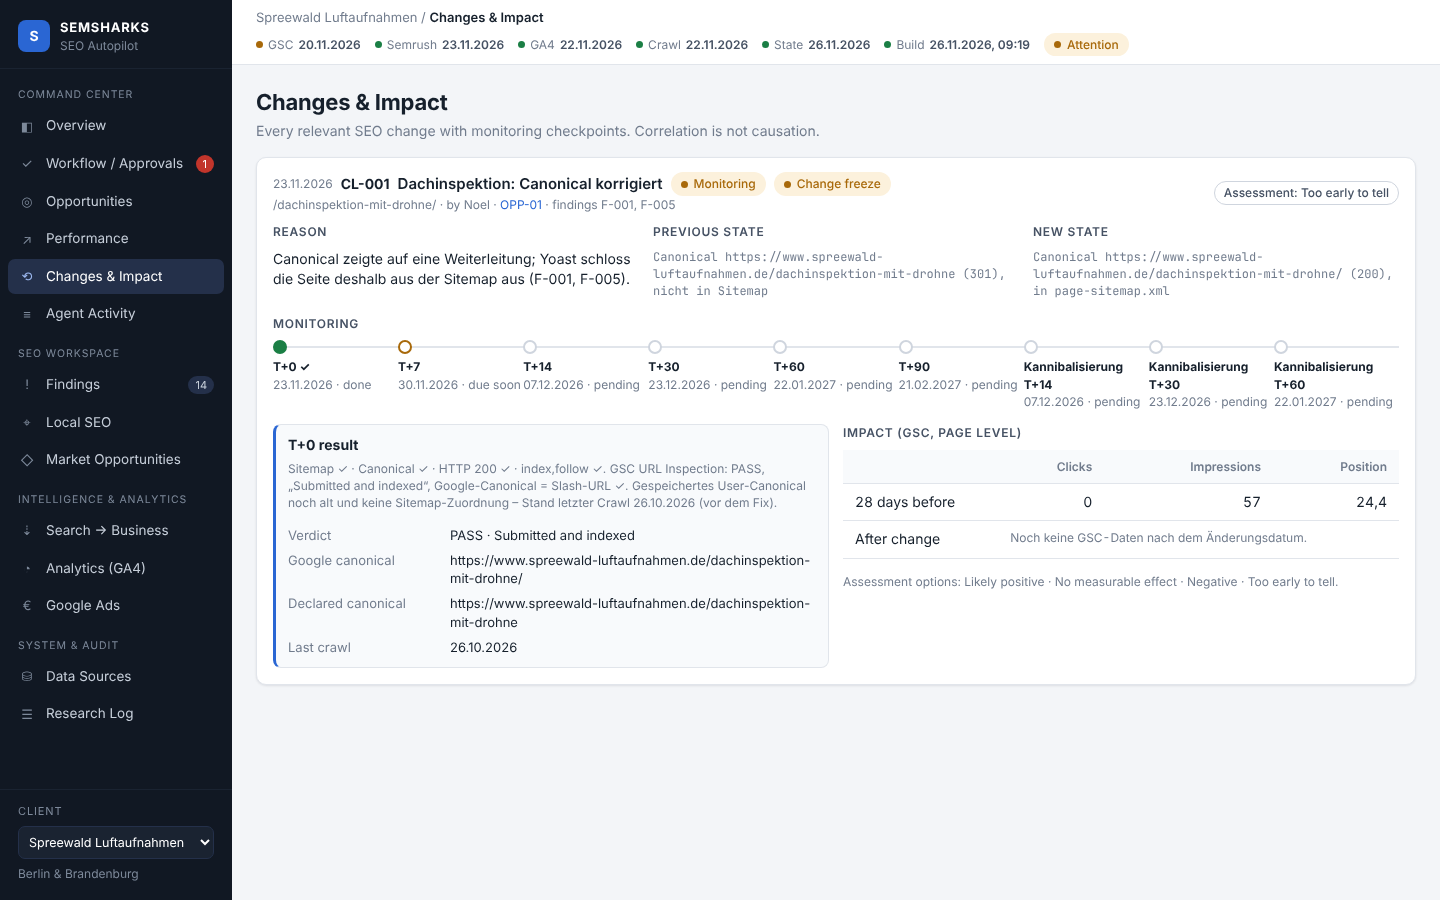 S
SEMSHARKS
SEO Autopilot
COMMAND CENTER
Overview
Workflow / Approvals 1
Opportunities
Performance
Changes & Impact
Agent Activity
SEO WORKSPACE
Findings 14
Local SEO
Market Opportunities
INTELLIGENCE & ANALYTICS
Search → Business
Analytics (GA4)
€ Google Ads
SYSTEM & AUDIT
Data Sources
Research Log
CLIENT
Spreewald Luftaufnahmen
Berlin & Brandenburg
Spreewald Luftaufnahmen / Changes & Impact
GSC 20.11.2026 Semrush 23.11.2026 GA4 22.11.2026 Crawl 22.11.2026 State 26.11.2026 Build 26.11.2026, 09:19 Attention
Changes & Impact
Every relevant SEO change with monitoring checkpoints. Correlation is not causation.
23.11.2026 CL-001 Dachinspektion: Canonical korrigiert Monitoring Change freeze
/dachinspektion-mit-drohne/ · by Noel · OPP-01 · findings F-001, F-005
Assessment: Too early to tell
REASON
Canonical zeigte auf eine Weiterleitung; Yoast schloss
die Seite deshalb aus der Sitemap aus (F-001, F-005).
PREVIOUS STATE
Canonical https://www.spreewald-
luftaufnahmen.de/dachinspektion-mit-drohne (301),
nicht in Sitemap
NEW STATE
Canonical https://www.spreewald-
luftaufnahmen.de/dachinspektion-mit-drohne/ (200),
in page-sitemap.xml
MONITORING
T+0 ✓
23.11.2026 · done
T+7
30.11.2026 · due soon
T+14
07.12.2026 · pending
T+30
23.12.2026 · pending
T+60
22.01.2027 · pending
T+90
21.02.2027 · pending
Kannibalisierung
T+14
07.12.2026 · pending
Kannibalisierung
T+30
23.12.2026 · pending
Kannibalisierung
T+60
22.01.2027 · pending
T+0 result
Sitemap ✓ · Canonical ✓ · HTTP 200 ✓ · index,follow ✓. GSC URL Inspection: PASS,
„Submitted and indexed“, Google-Canonical = Slash-URL ✓. Gespeichertes User-Canonical
noch alt und keine Sitemap-Zuordnung – Stand letzter Crawl 26.10.2026 (vor dem Fix).
Verdict PASS · Submitted and indexed
Google canonical https://www.spreewald-luftaufnahmen.de/dachinspektion-
mit-drohne/
Declared canonical https://www.spreewald-luftaufnahmen.de/dachinspektion-
mit-drohne
Last crawl 26.10.2026
IMPACT (GSC, PAGE LEVEL)
Clicks Impressions Position
28 days before 0 57 24,4
After change Noch keine GSC-Daten nach dem Änderungsdatum.
Assessment options: Likely positive · No measurable effect · Negative · Too early to tell.